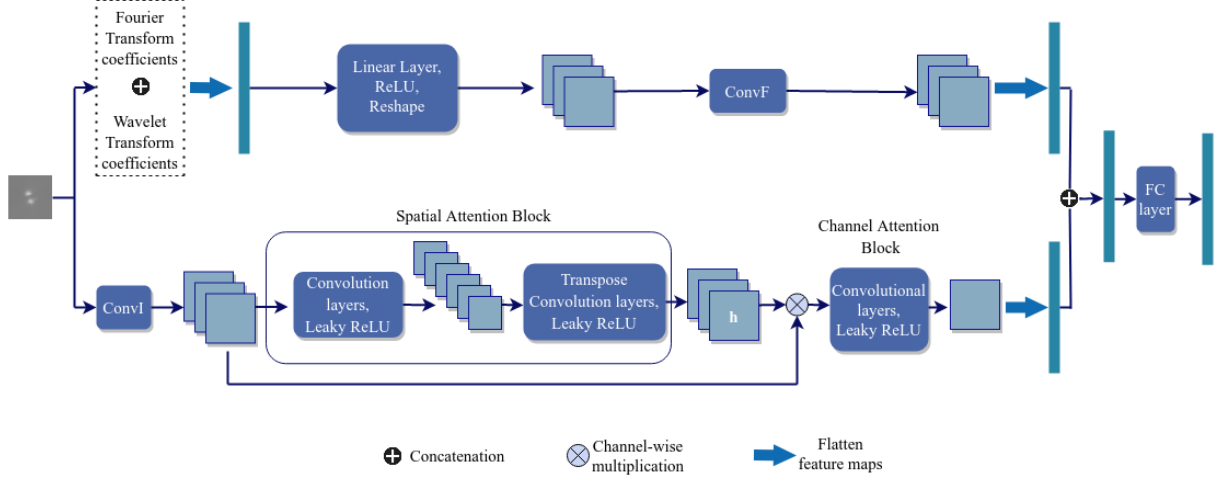 Fourier
Transform
coefficients
Wavelet
Transform
coefficients
Linear Layer,
ReLU,
Reshape
ConvF
FC
layer
Spatial Attention Block
Channel Attention
Block
ConvI
Convolution
layers,
Leaky ReLU
Transpose
Convolution layers,
Leaky ReLU
h
Convolutional
layers,
Leaky ReLU
Concatenation
Channel-wise
multiplication
Flatten
feature maps